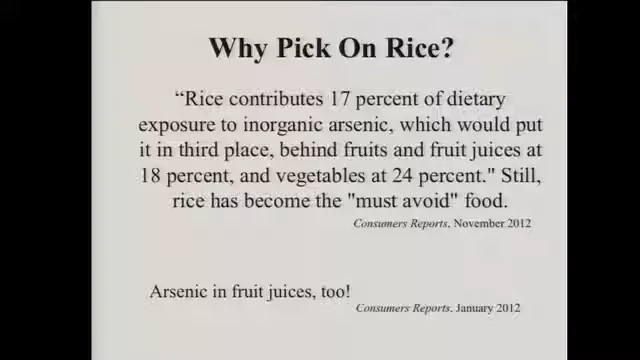 Why Pick On Rice?
“Rice contributes 17 percent of dietary
exposure to inorganic arsenic, which would put
it in third place, behind fruits and fruit juices at
18 percent, and vegetables at 24 percent." Still,
rice has become the "must avoid" food.
Consumers Reports, November 2012
Arsenic in fruit juices, too!
Consumers Reports, January 2012